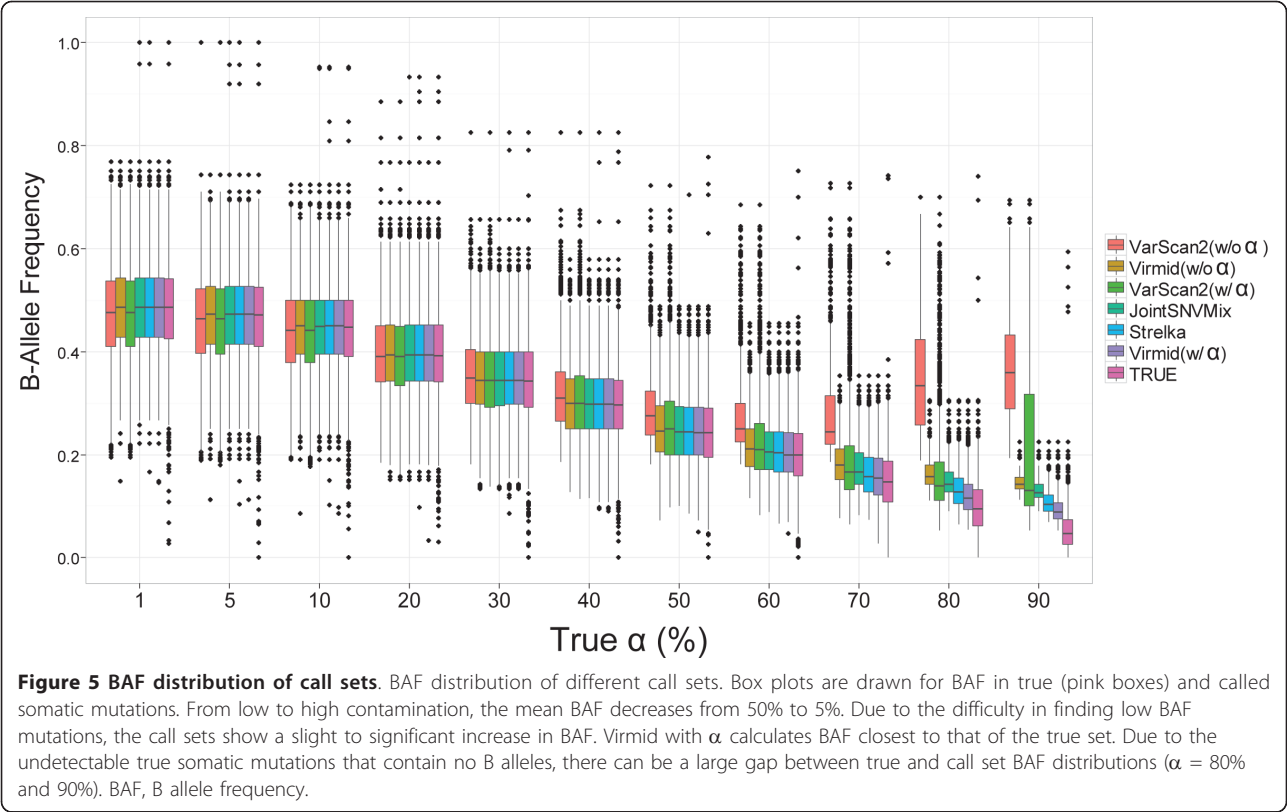 1.0
0.8
0.6
0.4
0.2
0.0
B-Allele Frequency
1 5 10 20 30 40 50 60 70 80 90
True α (%)
VarScan2(w/o α )
Virmid(w/o α)
VarScan2(w/ α)
JointSNVMix
Strelka
Virmid(w/ α)
TRUE
Figure 5 BAF distribution of call sets. BAF distribution of different call sets. Box plots are drawn for BAF in true (pink boxes) and called
somatic mutations. From low to high contamination, the mean BAF decreases from 50% to 5%. Due to the difficulty in finding low BAF
mutations, the call sets show a slight to significant increase in BAF. Virmid with α calculates BAF closest to that of the true set. Due to the
undetectable true somatic mutations that contain no B alleles, there can be a large gap between true and call set BAF distributions (α = 80%
and 90%). BAF, B allele frequency.